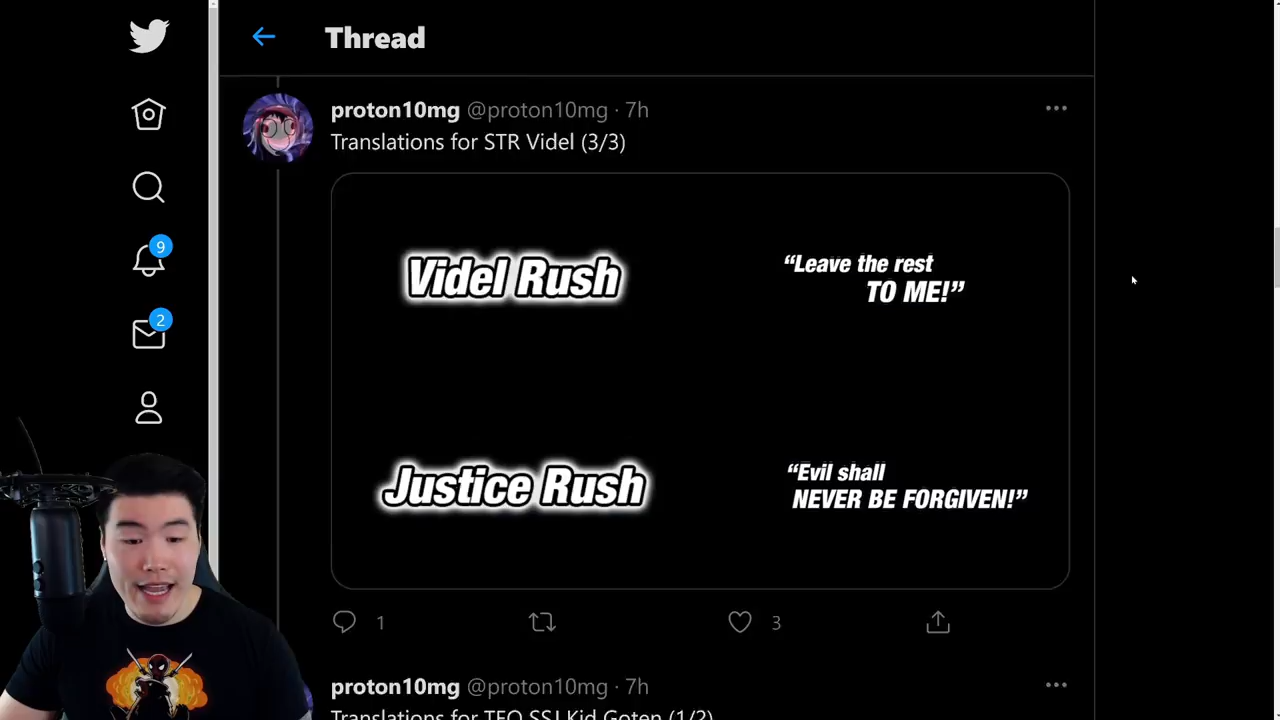 Thread
proton10mg @proton10mg · 7h
Translations for STR Videl (3/3)
Videl Rush
“Leave the rest
TO ME!”
Justice Rush
“Evil shall
NEVER BE FORGIVEN!”
9
2
1
3
proton10mg @proton10mg · 7h
Translations for TEQ SSJ Kid Goten (1/2)